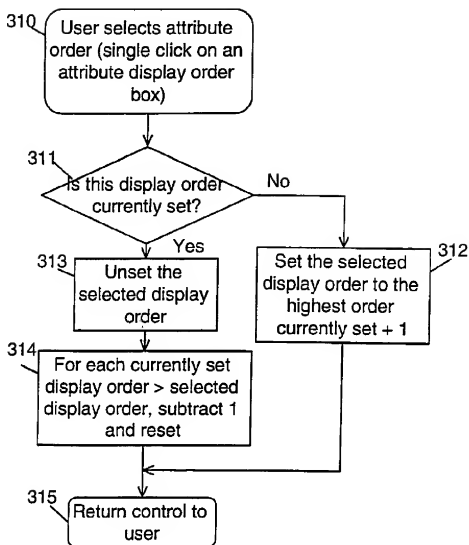 310
User selects attribute
order (single click on an
attribute display order
box)
311
Is this display order
currently set?
No
Yes
312
Set the selected
display order to the
highest order
currently set + 1
313
Unset the
selected display
order
314
For each currently set
display order > selected
display order, subtract 1
and reset
315
Return control to
user